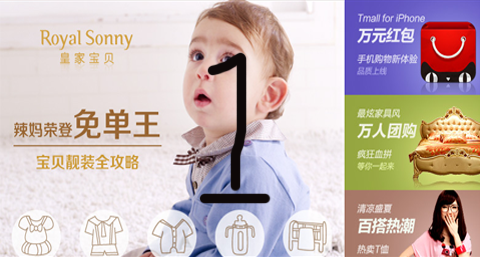 Royal Sonny
皇家宝贝
辣妈荣登免单王
宝贝靓装全攻略
1
Tmall for iPhone
万元红包
手机购物新体验
品质上线
最炫家具风
万人团购
疯狂血拼
等你一起来
清凉盛夏
百搭热潮
热卖T恤